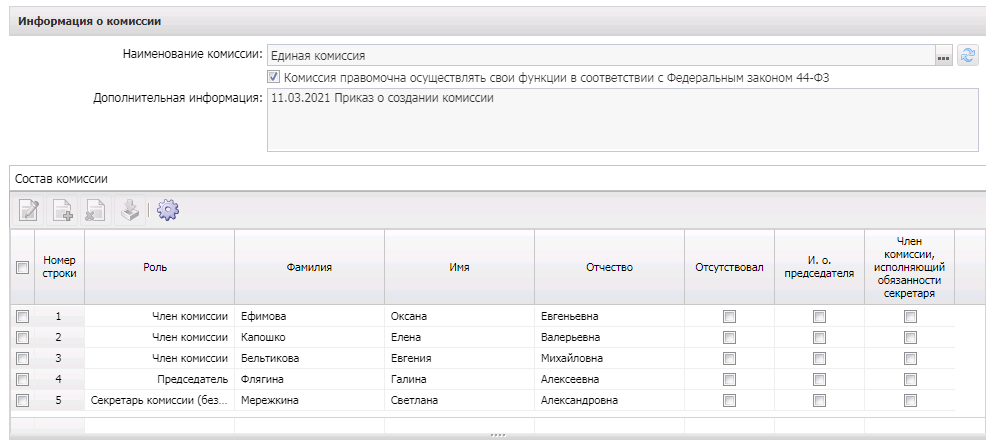 Информация о комиссии
Наименование комиссии: Единая комиссия ...
Комиссия правомочна осуществлять свои функции в соответствии с Федеральным законом 44-ФЗ
Дополнительная информация: 11.03.2021 Приказ о создании комиссии
Состав комиссии
Номер строки Роль Фамилия Имя Отчество Отсутствовал И. о. председателя Член комиссии, исполняющий обязанности секретаря
1 Член комиссии Ефимова Оксана Евгеньевна
2 Член комиссии Капошко Елена Валерьевна
3 Член комиссии Бельтикова Евгения Михайловна
4 Председатель Флягина Галина Алексеевна
5 Секретарь комиссии (без... Мережкина Светлана Александровна